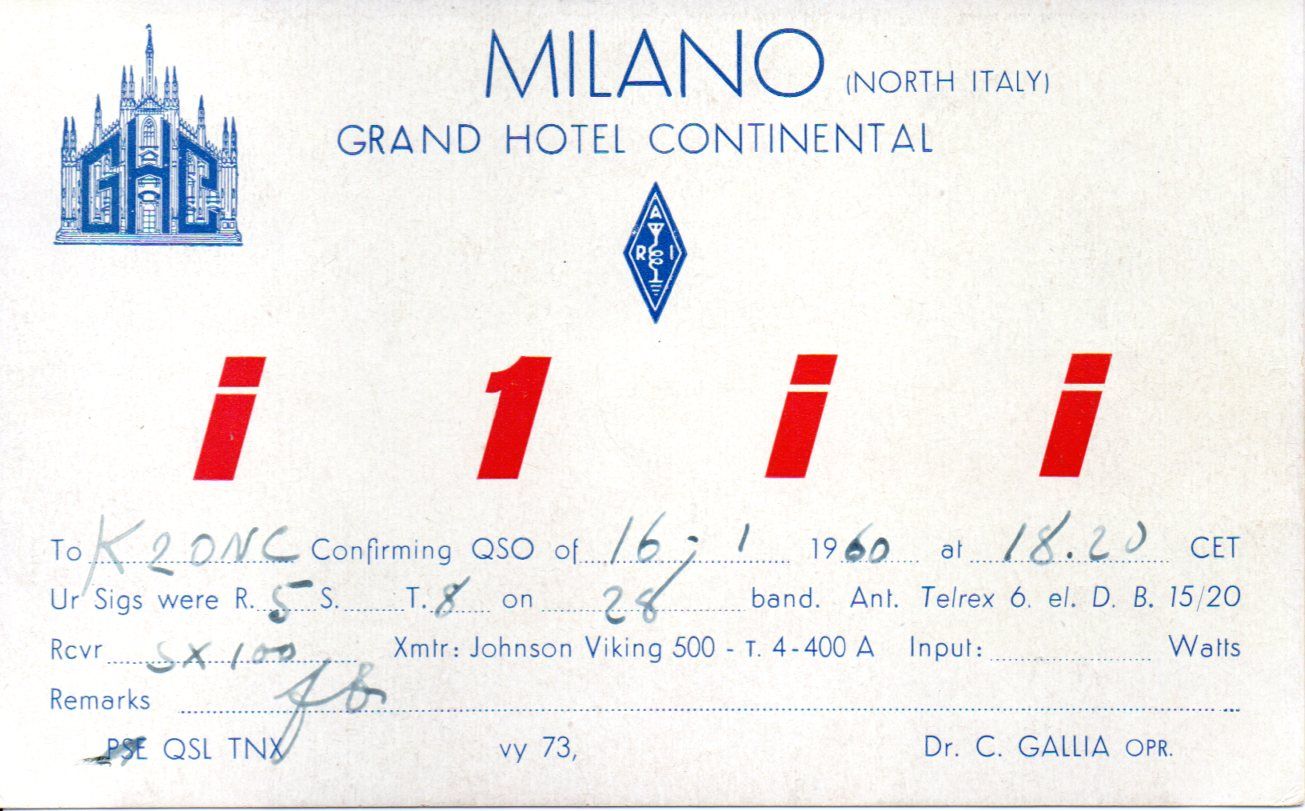 MILANO (NORTH ITALY)
GRAND HOTEL CONTINENTAL
GHC
A
R I
i 1 i i
To K2ONC Confirming QSO of 16-1 1960 at 18.20 CET
Ur Sigs were R. 5 S. T. 8 on 28 band. Ant. Telrex 6. el. D. B. 15/20
Rcvr SX 100 Xmtr: Johnson Viking 500 - T. 4-400 A Input: Watts
Remarks fb
PSE QSL TNX vy 73, Dr. C. GALLIA OPR.